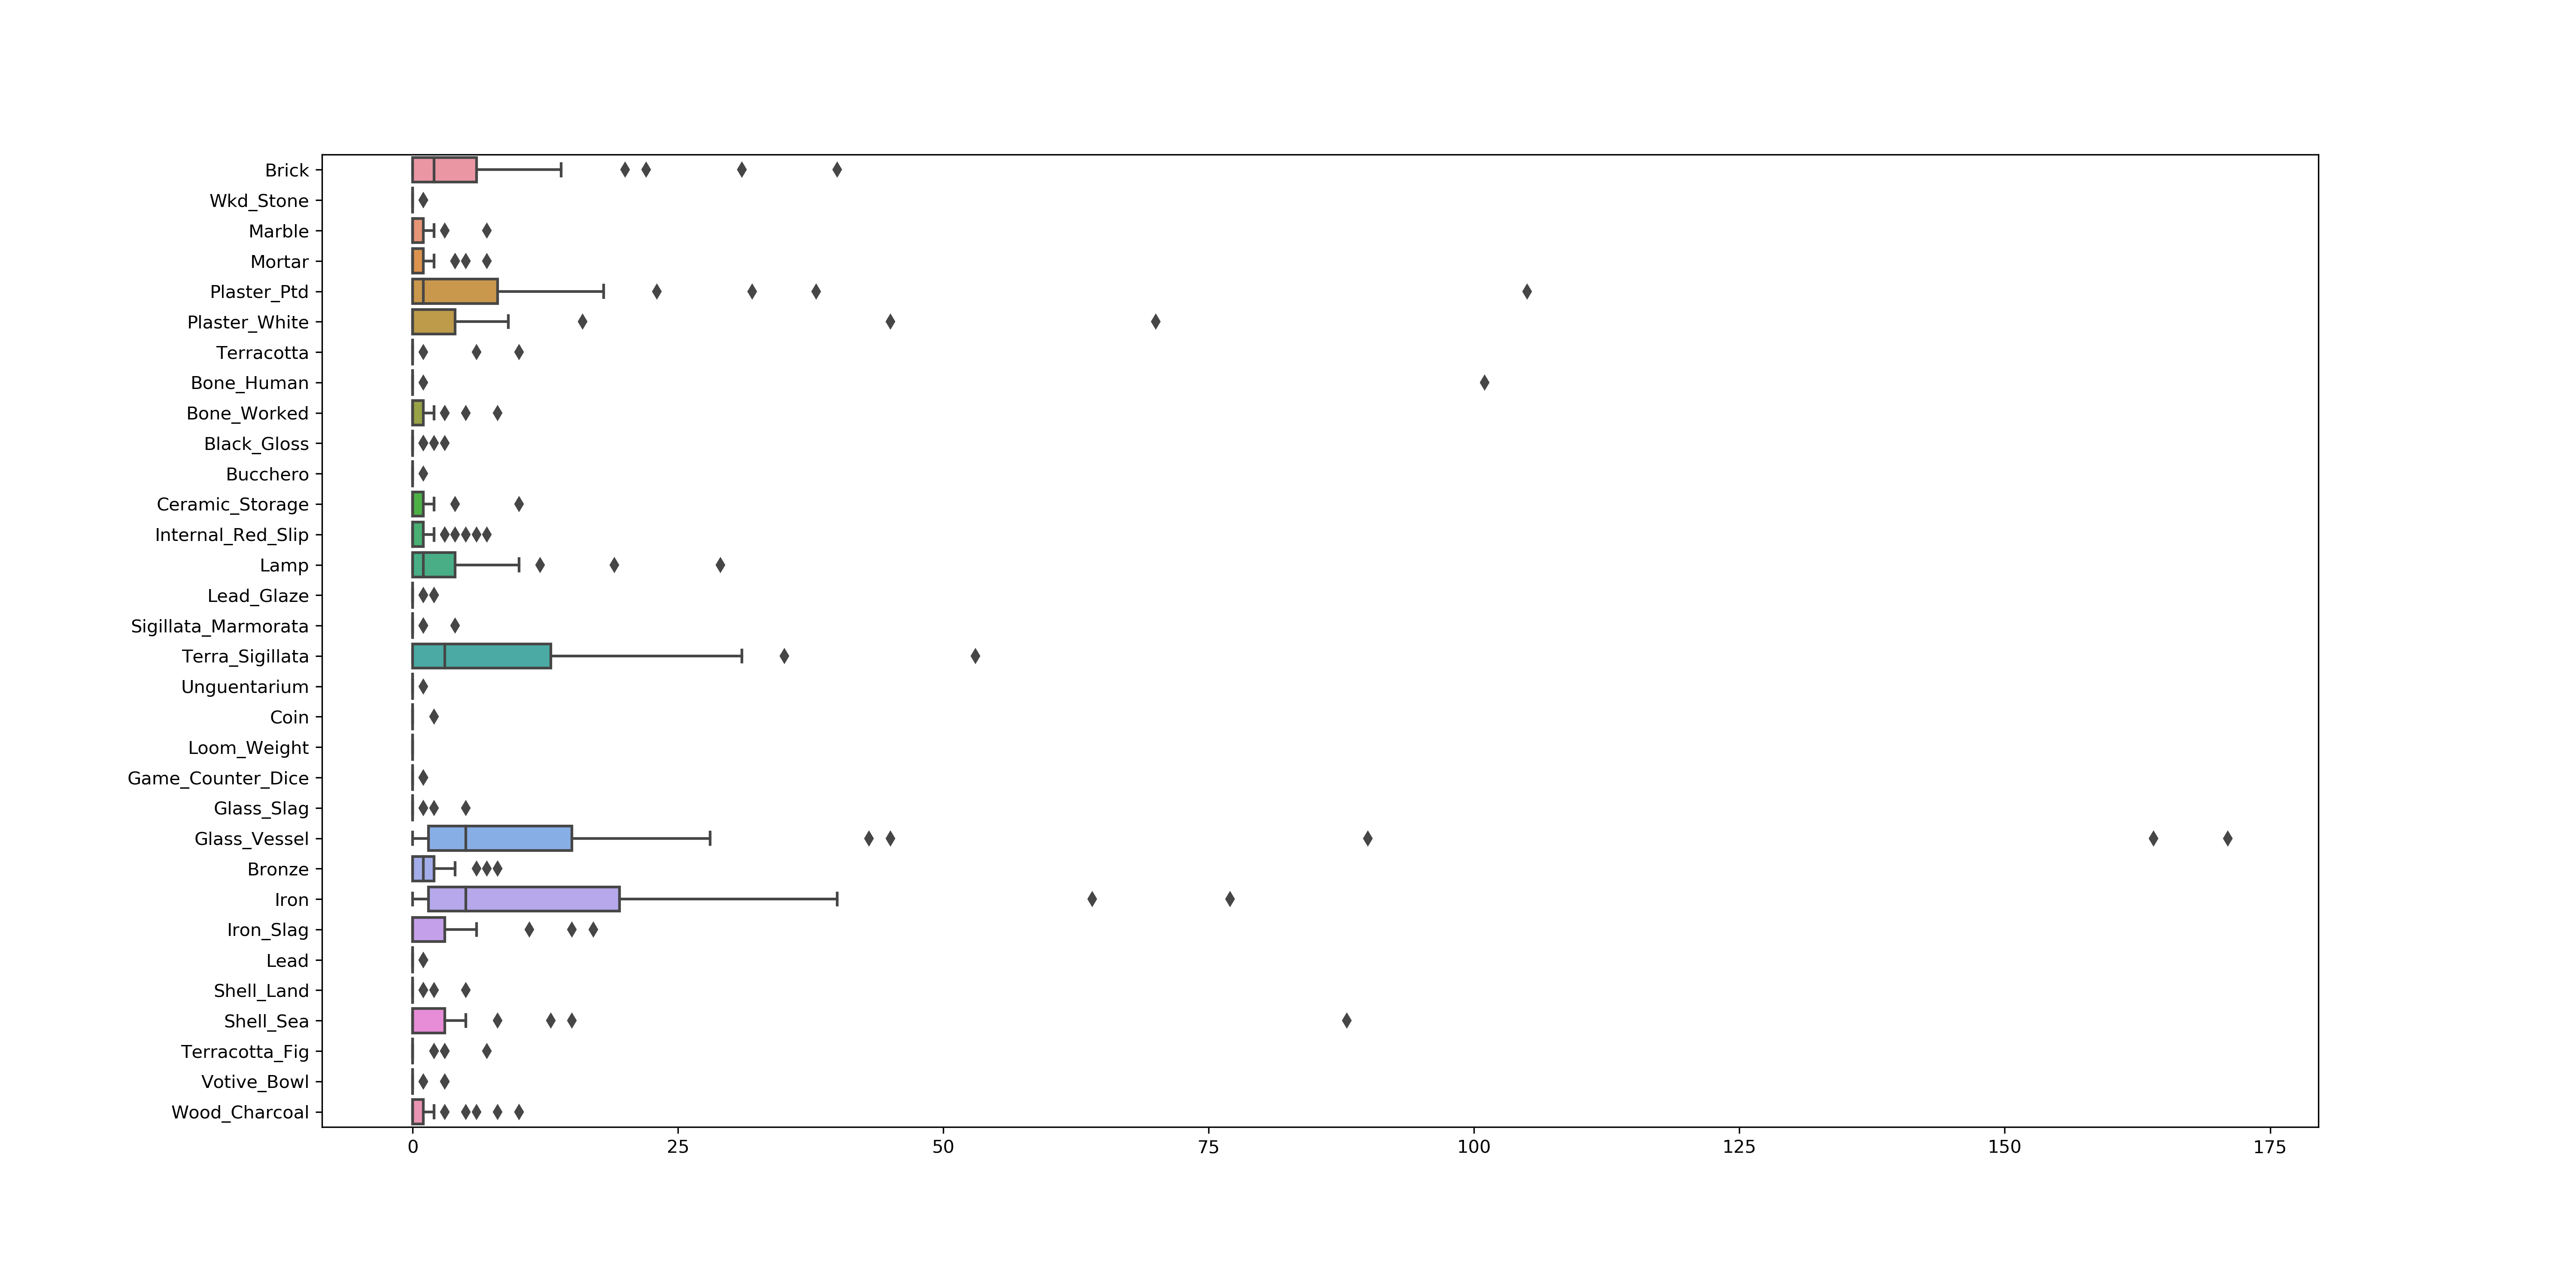 Brick
Wkd_Stone
Marble
Mortar
Plaster_Ptd
Plaster_White
Terracotta
Bone_Human
Bone_Worked
Black_Gloss
Bucchero
Ceramic_Storage
Internal_Red_Slip
Lamp
Lead_Glaze
Sigillata_Marmorata
Terra_Sigillata
Unguentarium
Coin
Loom_Weight
Game_Counter_Dice
Glass_Slag
Glass_Vessel
Bronze
Iron
Iron_Slag
Lead
Shell_Land
Shell_Sea
Terracotta_Fig
Votive_Bowl
Wood_Charcoal
0 25 50 75 100 125 150 175